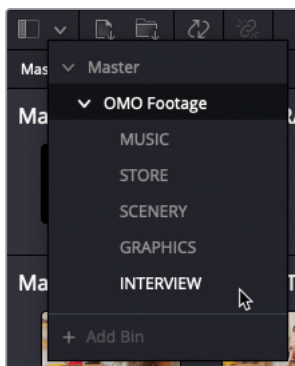 Mas
Master
OMO Footage
Ma
MUSIC
STORE
SCENERY
GRAPHICS
Ma
INTERVIEW
+ Add Bin